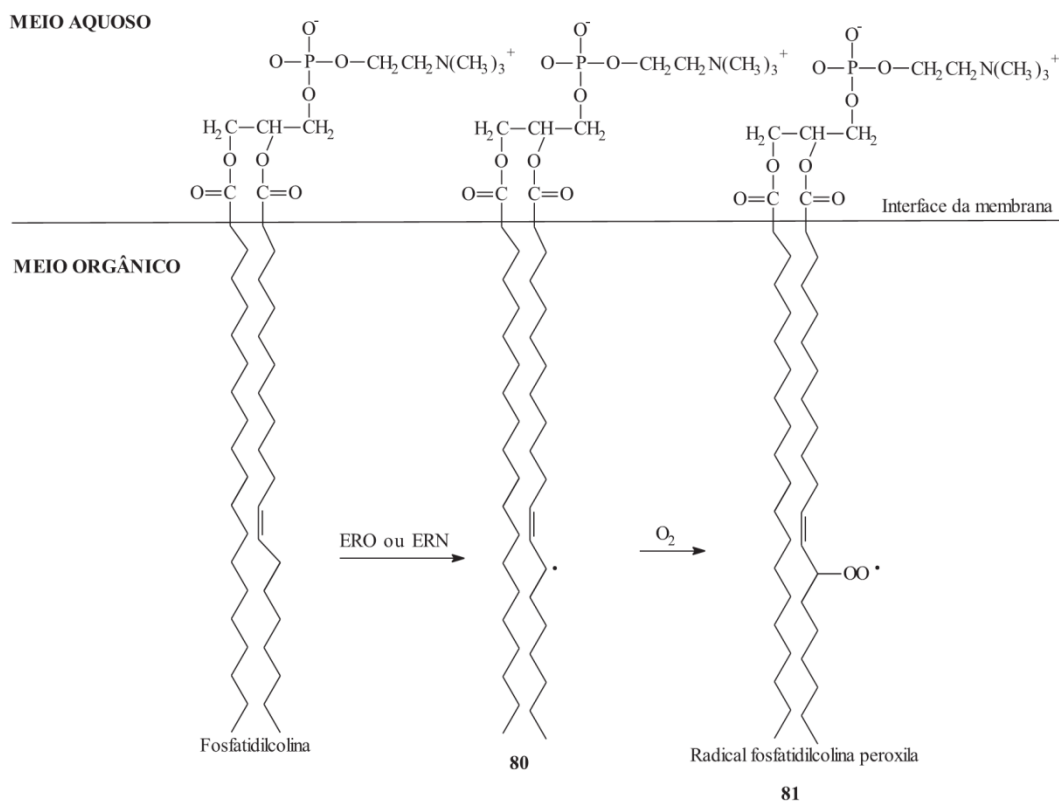 MEIO AQUOSO
O⁻
O⁻
O⁻
O—P—O—CH₂CH₂N(CH₃)₃⁺
O—P—O—CH₂CH₂N(CH₃)₃⁺
O—P—O—CH₂CH₂N(CH₃)₃⁺
O
O
O
H₂C—CH—CH₂
H₂C—CH—CH₂
H₂C—CH—CH₂
O O
O O
O O
O=C C=O
O=C C=O
O=C C=O
Interface da membrana
MEIO ORGÂNICO
ERO ou ERN
O₂
•
OO •
Fosfatidilcolina
80
Radical fosfatidilcolina peroxila
81